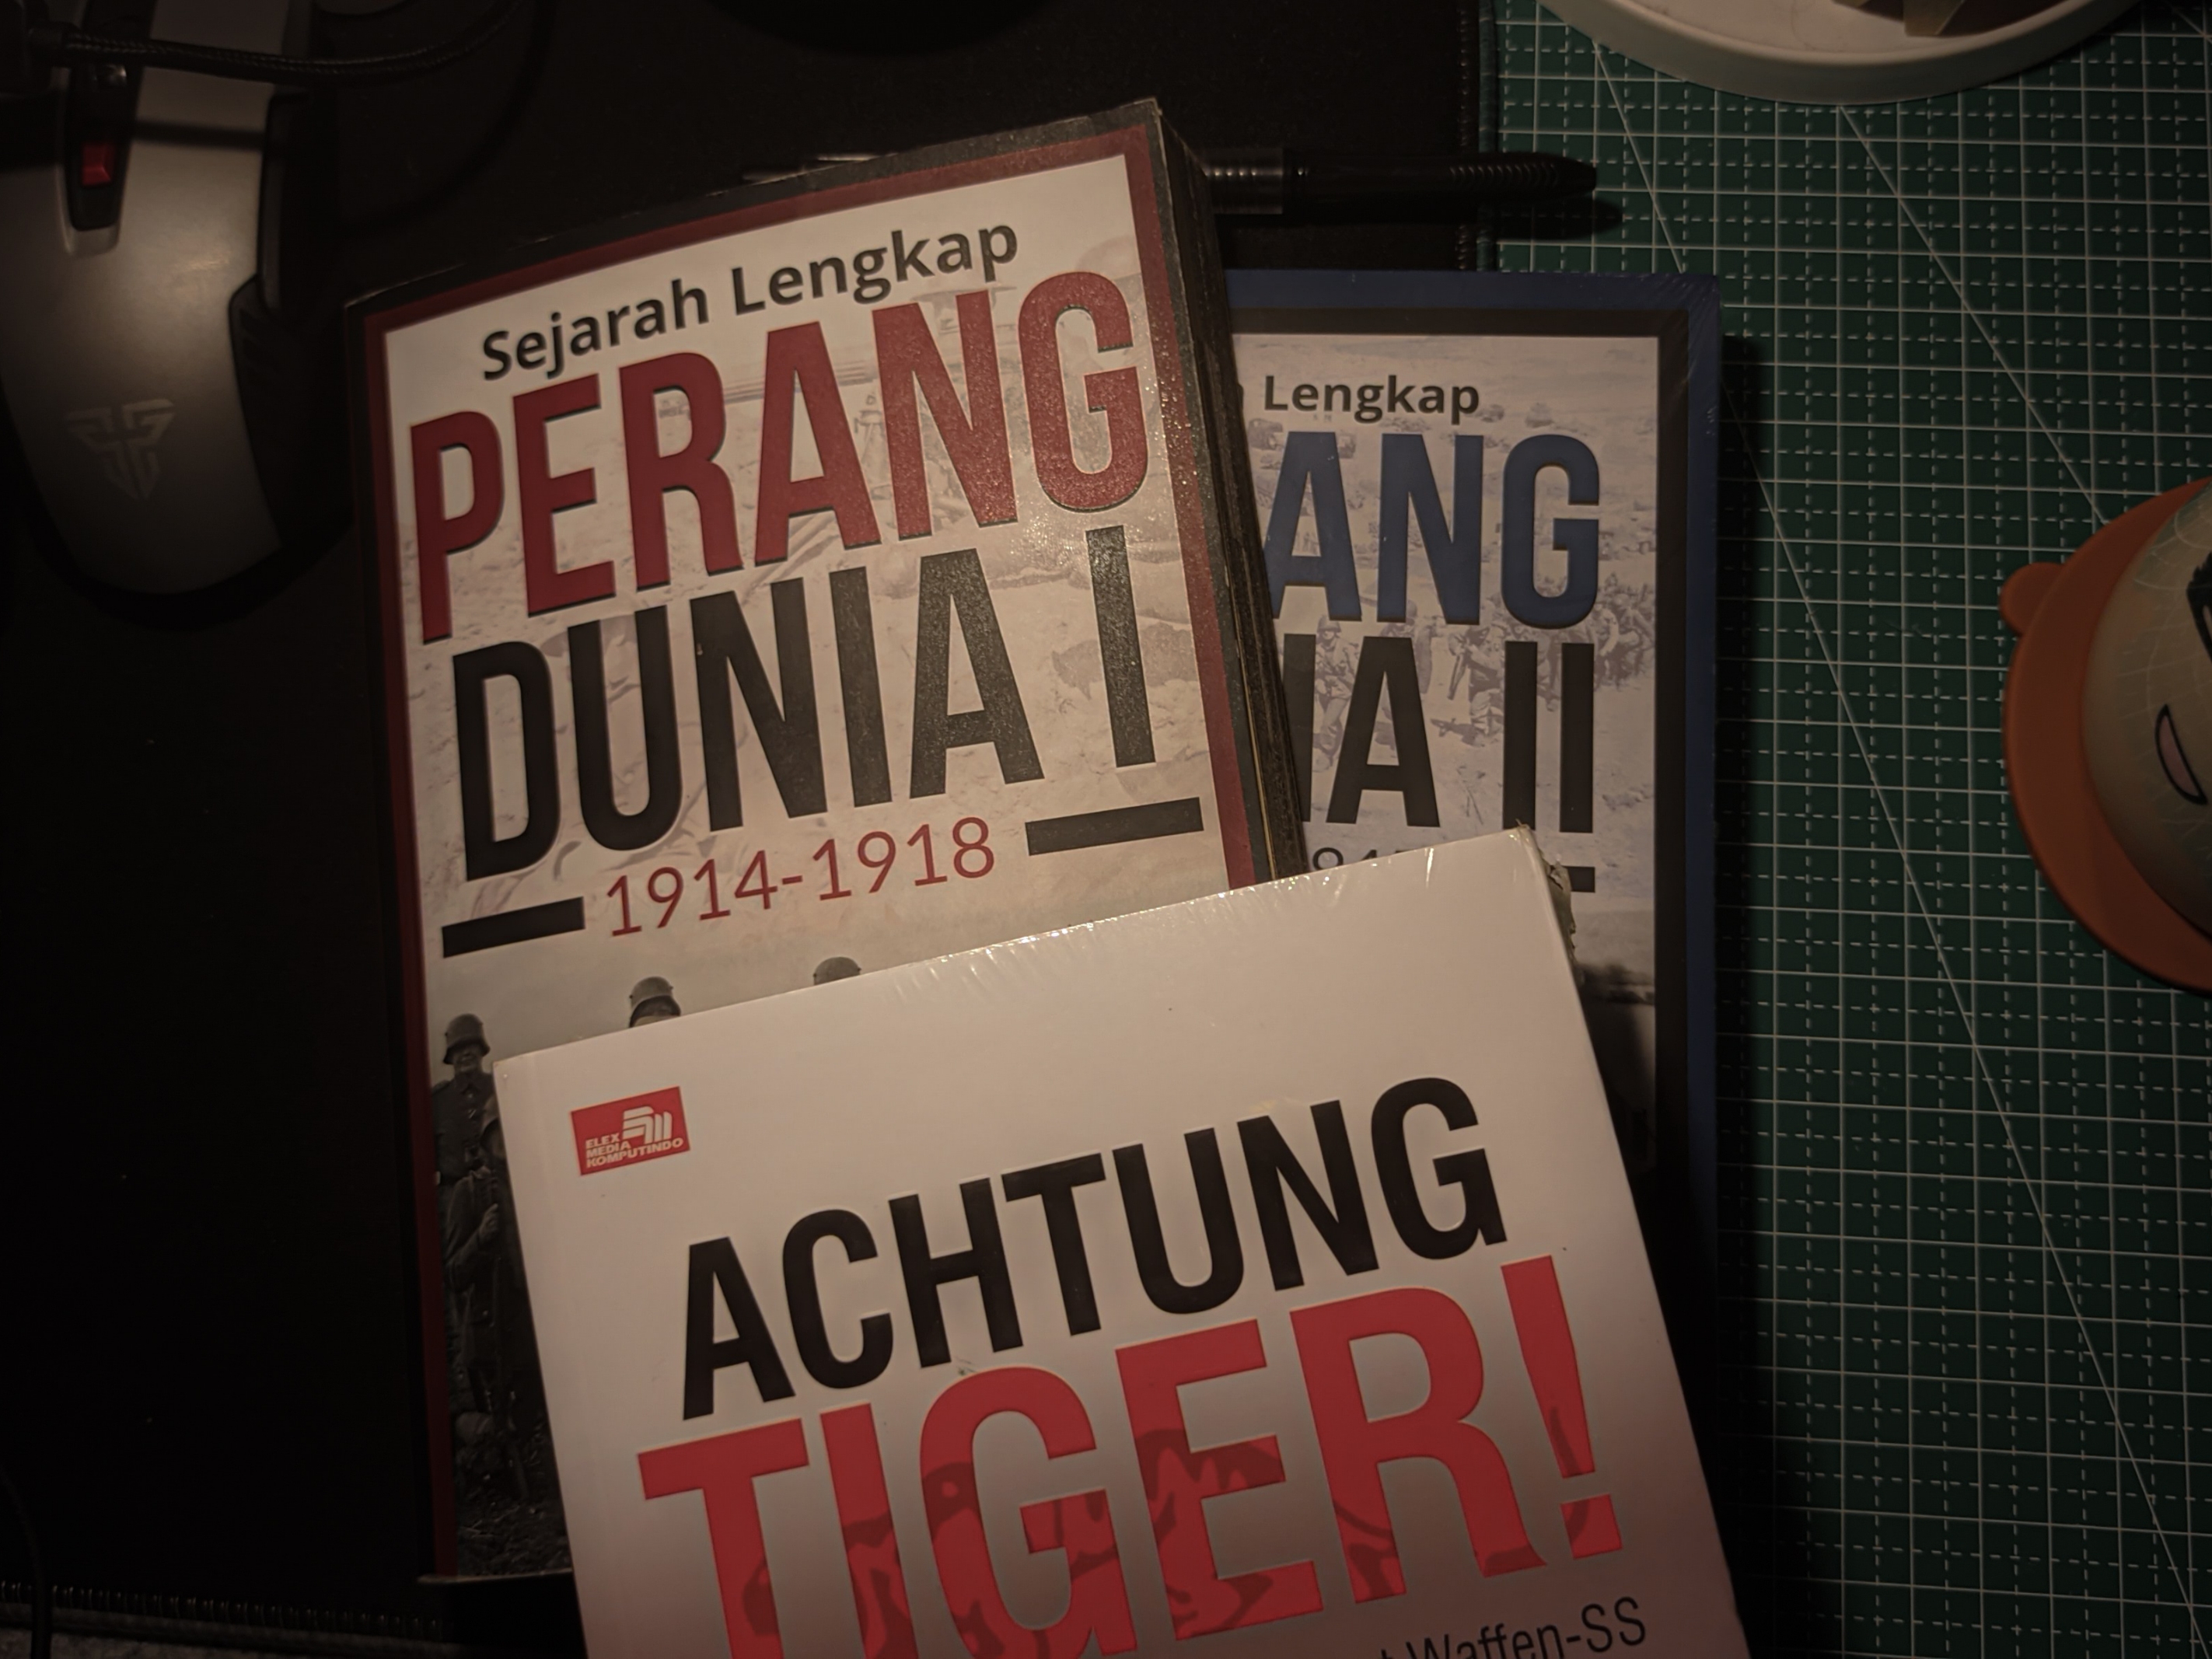 Sejarah Lengkap
PERANG
DUNIA I
1914-1918
Lengkap
ANG
IA II
ELEX
MEDIA
KOMPUTINDO
ACHTUNG
TIGER!
Waffen-SS